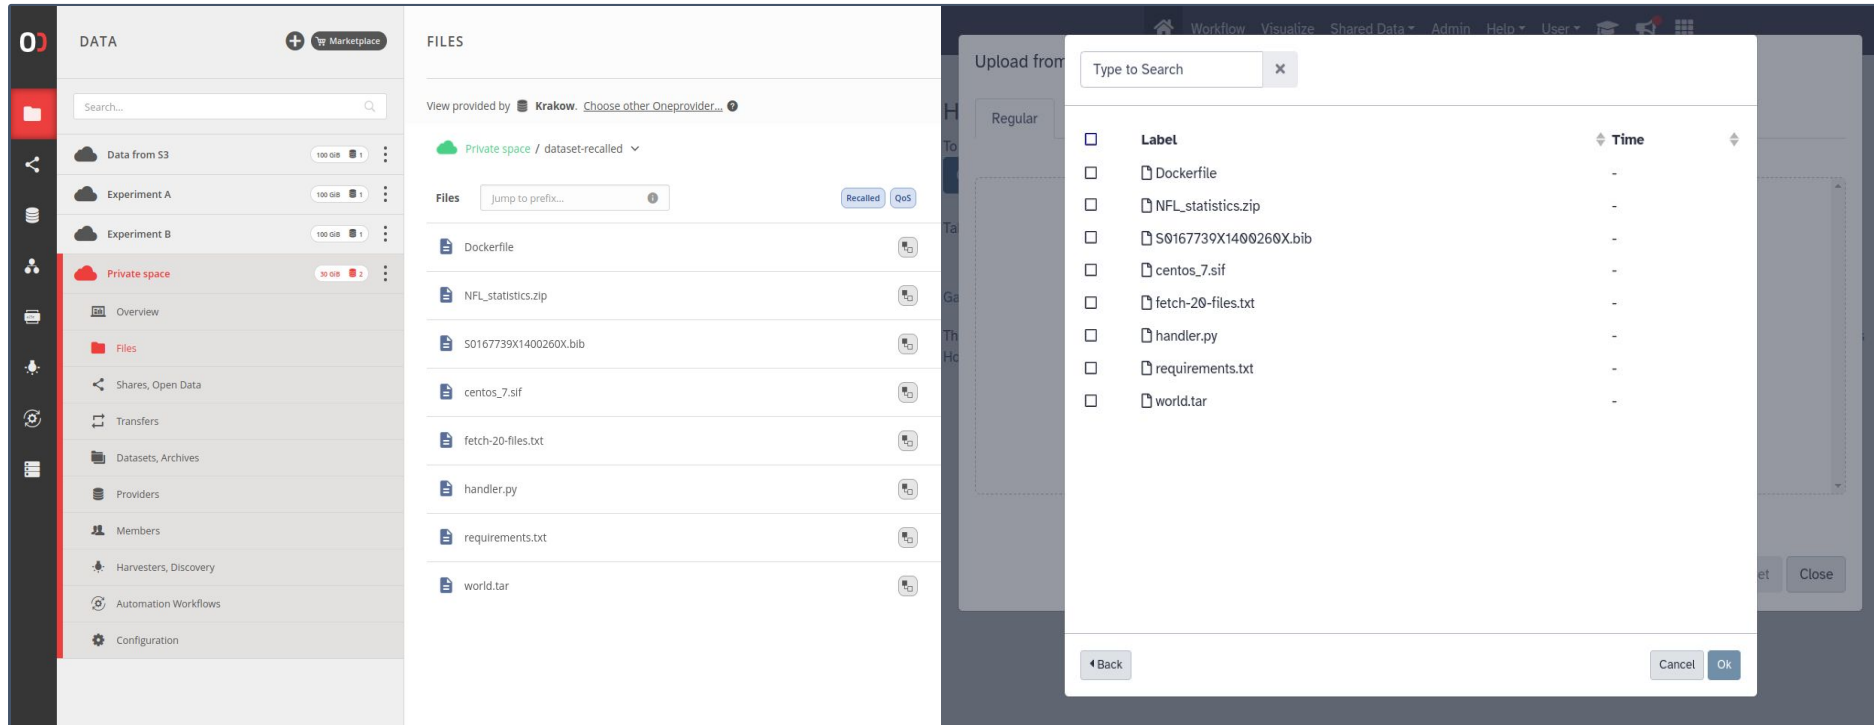 DATA
Marketplace
Search...
Data from S3
100 GiB 1
Experiment A
100 GiB 1
Experiment B
100 GiB 1
Private space
30 GiB 2
Overview
Files
Shares, Open Data
Transfers
Datasets, Archives
Providers
Members
Harvesters, Discovery
Automation Workflows
Configuration
FILES
View provided by Krakow. Choose other Oneprovider...
Private space / dataset-recalled
Files
Jump to prefix...
Recalled QoS
Dockerfile
NFL_statistics.zip
S0167739X1400260X.bib
centos_7.sif
fetch-20-files.txt
handler.py
requirements.txt
world.tar
Workflow Visualize Shared Data Admin Help User
Upload from
Regular
Type to Search
Label Time
Dockerfile -
NFL_statistics.zip -
S0167739X1400260X.bib -
centos_7.sif -
fetch-20-files.txt -
handler.py -
requirements.txt -
world.tar -
Close
Back
Cancel Ok